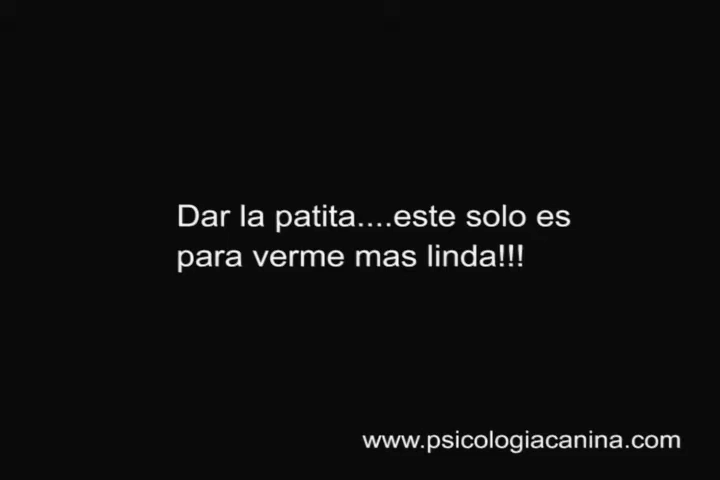 Dar la patita....este solo es
para verme mas linda!!!
www.psicologiacanina.com